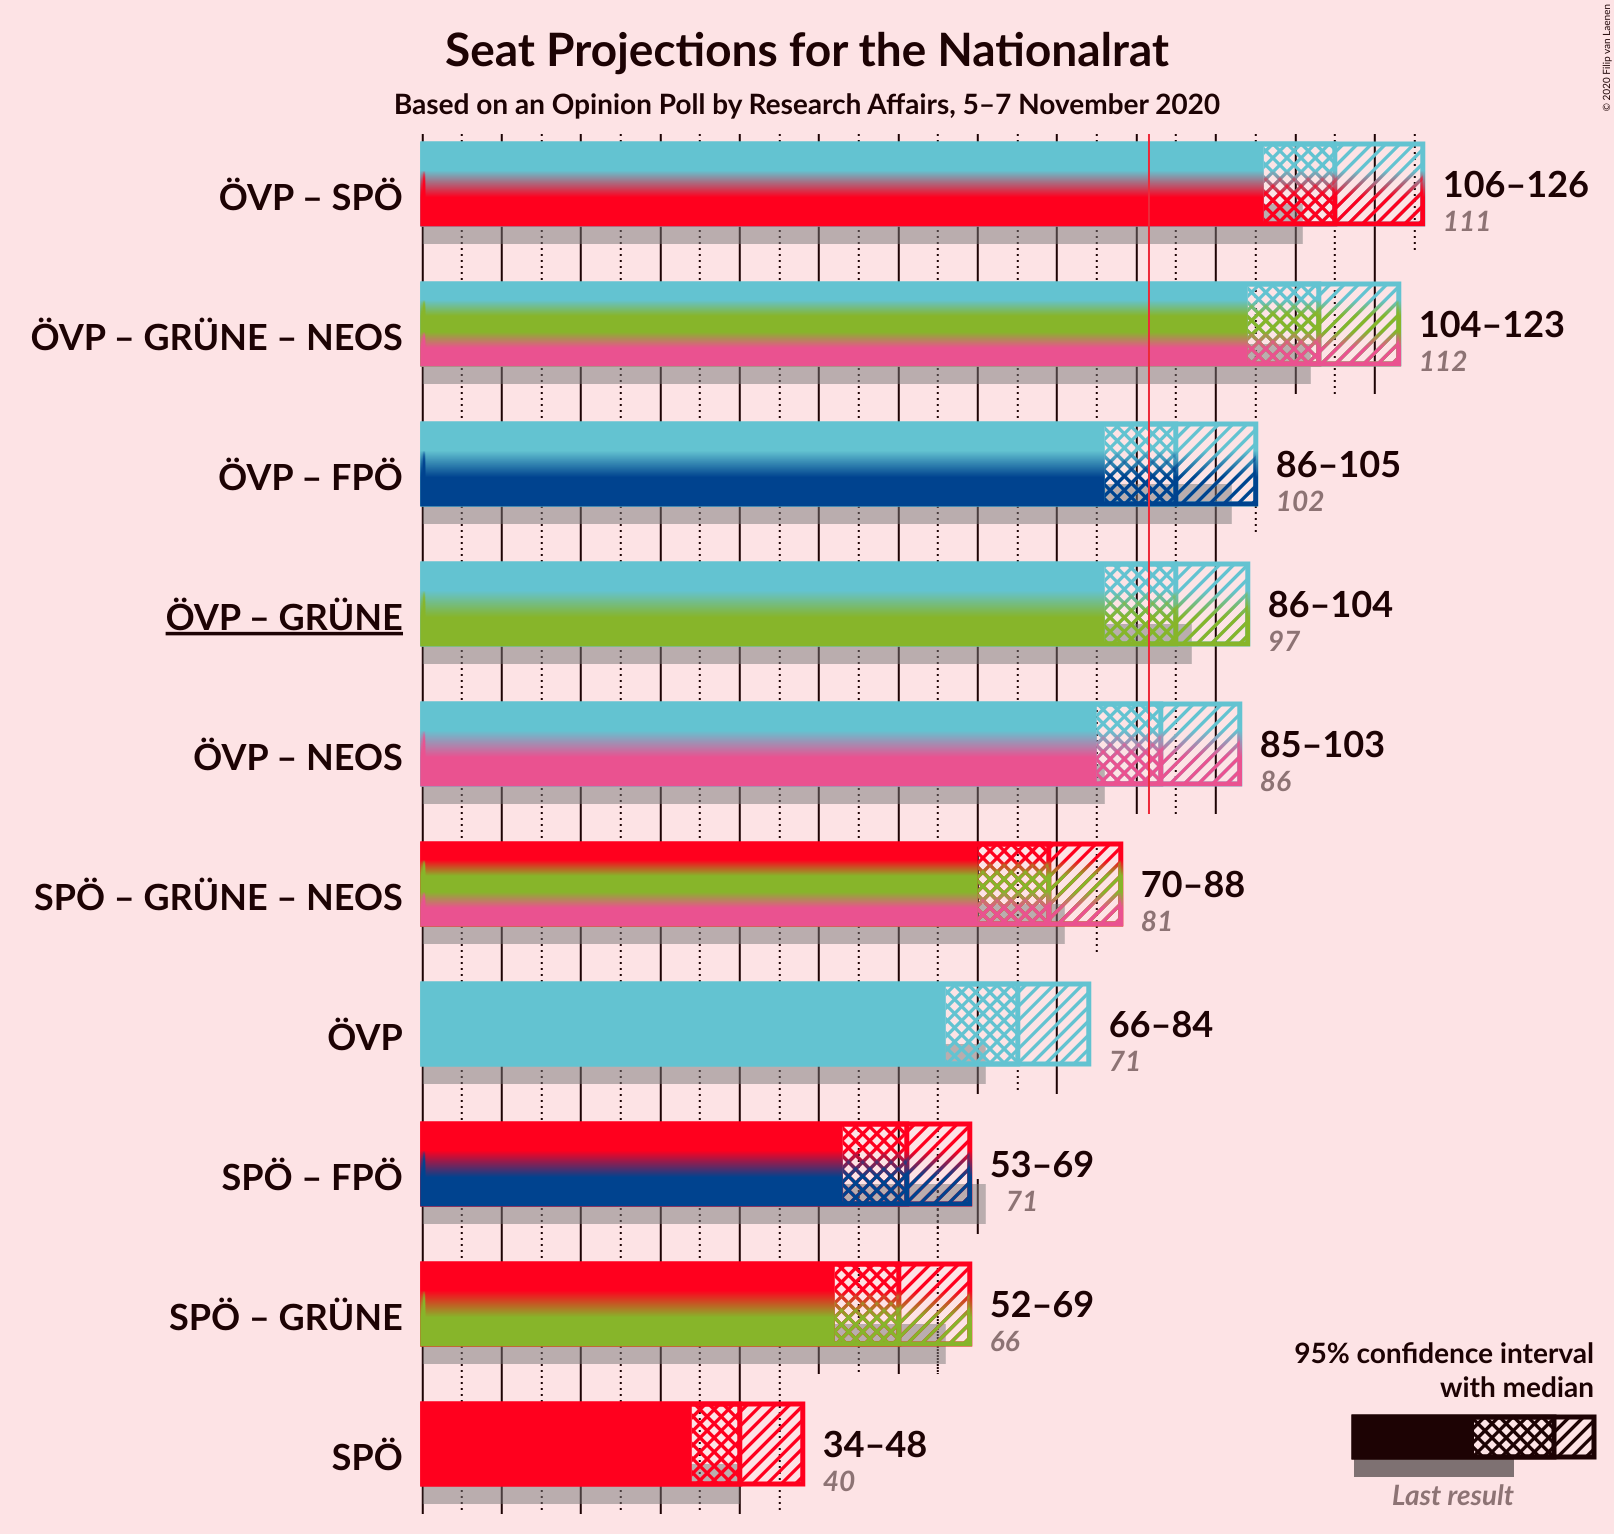 Seat Projections for the Nationalrat
Based on an Opinion Poll by Research Affairs, 5–7 November 2020
© 2020 Filip van Laenen
ÖVP – SPÖ
106–126
111
ÖVP – GRÜNE – NEOS
104–123
112
ÖVP – FPÖ
86–105
102
ÖVP – GRÜNE
86–104
97
ÖVP – NEOS
85–103
86
SPÖ – GRÜNE – NEOS
70–88
81
ÖVP
66–84
71
SPÖ – FPÖ
53–69
71
SPÖ – GRÜNE
52–69
66
SPÖ
34–48
40
95% confidence interval
with median
Last result